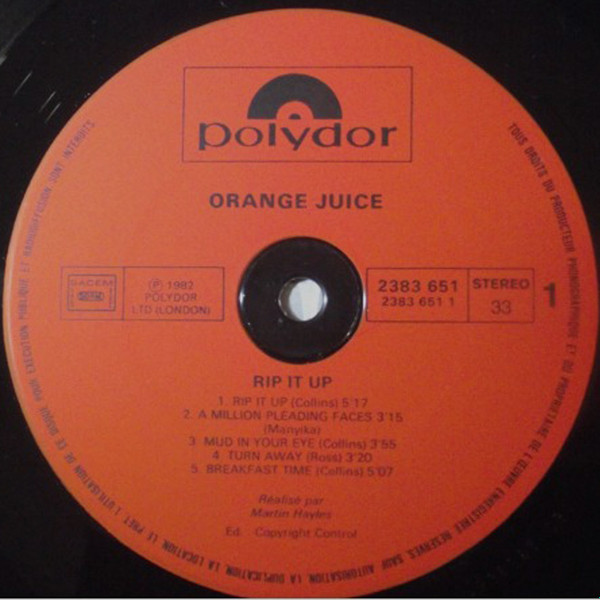 polydor
ORANGE JUICE
SACEM
Ⓟ 1982
POLYDOR
LTD (LONDON)
2383 651
2383 651 1
STEREO
33
1
RIP IT UP
1. RIP IT UP (Collins) 5'17
2. A MILLION PLEADING FACES 3'15
(Manyika)
3. MUD IN YOUR EYE (Collins) 3'55
4. TURN AWAY (Ross) 3'20
5. BREAKFAST TIME (Collins) 5'07
Réalisé par
Martin Hayles
Ed. : Copyright Control
TOUS DROITS DU PRODUCTEUR PHONOGRAPHIQUE ET DU PROPRIETAIRE DE L'ŒUVRE ENREGISTREE RESERVES. SAUF AUTORISATION, LA DUPLICATION, LA LOCATION, LE PRET, L'UTILISATION DE CE DISQUE POUR EXECUTION PUBLIQUE ET RADIODIFFUSION SONT INTERDITS.